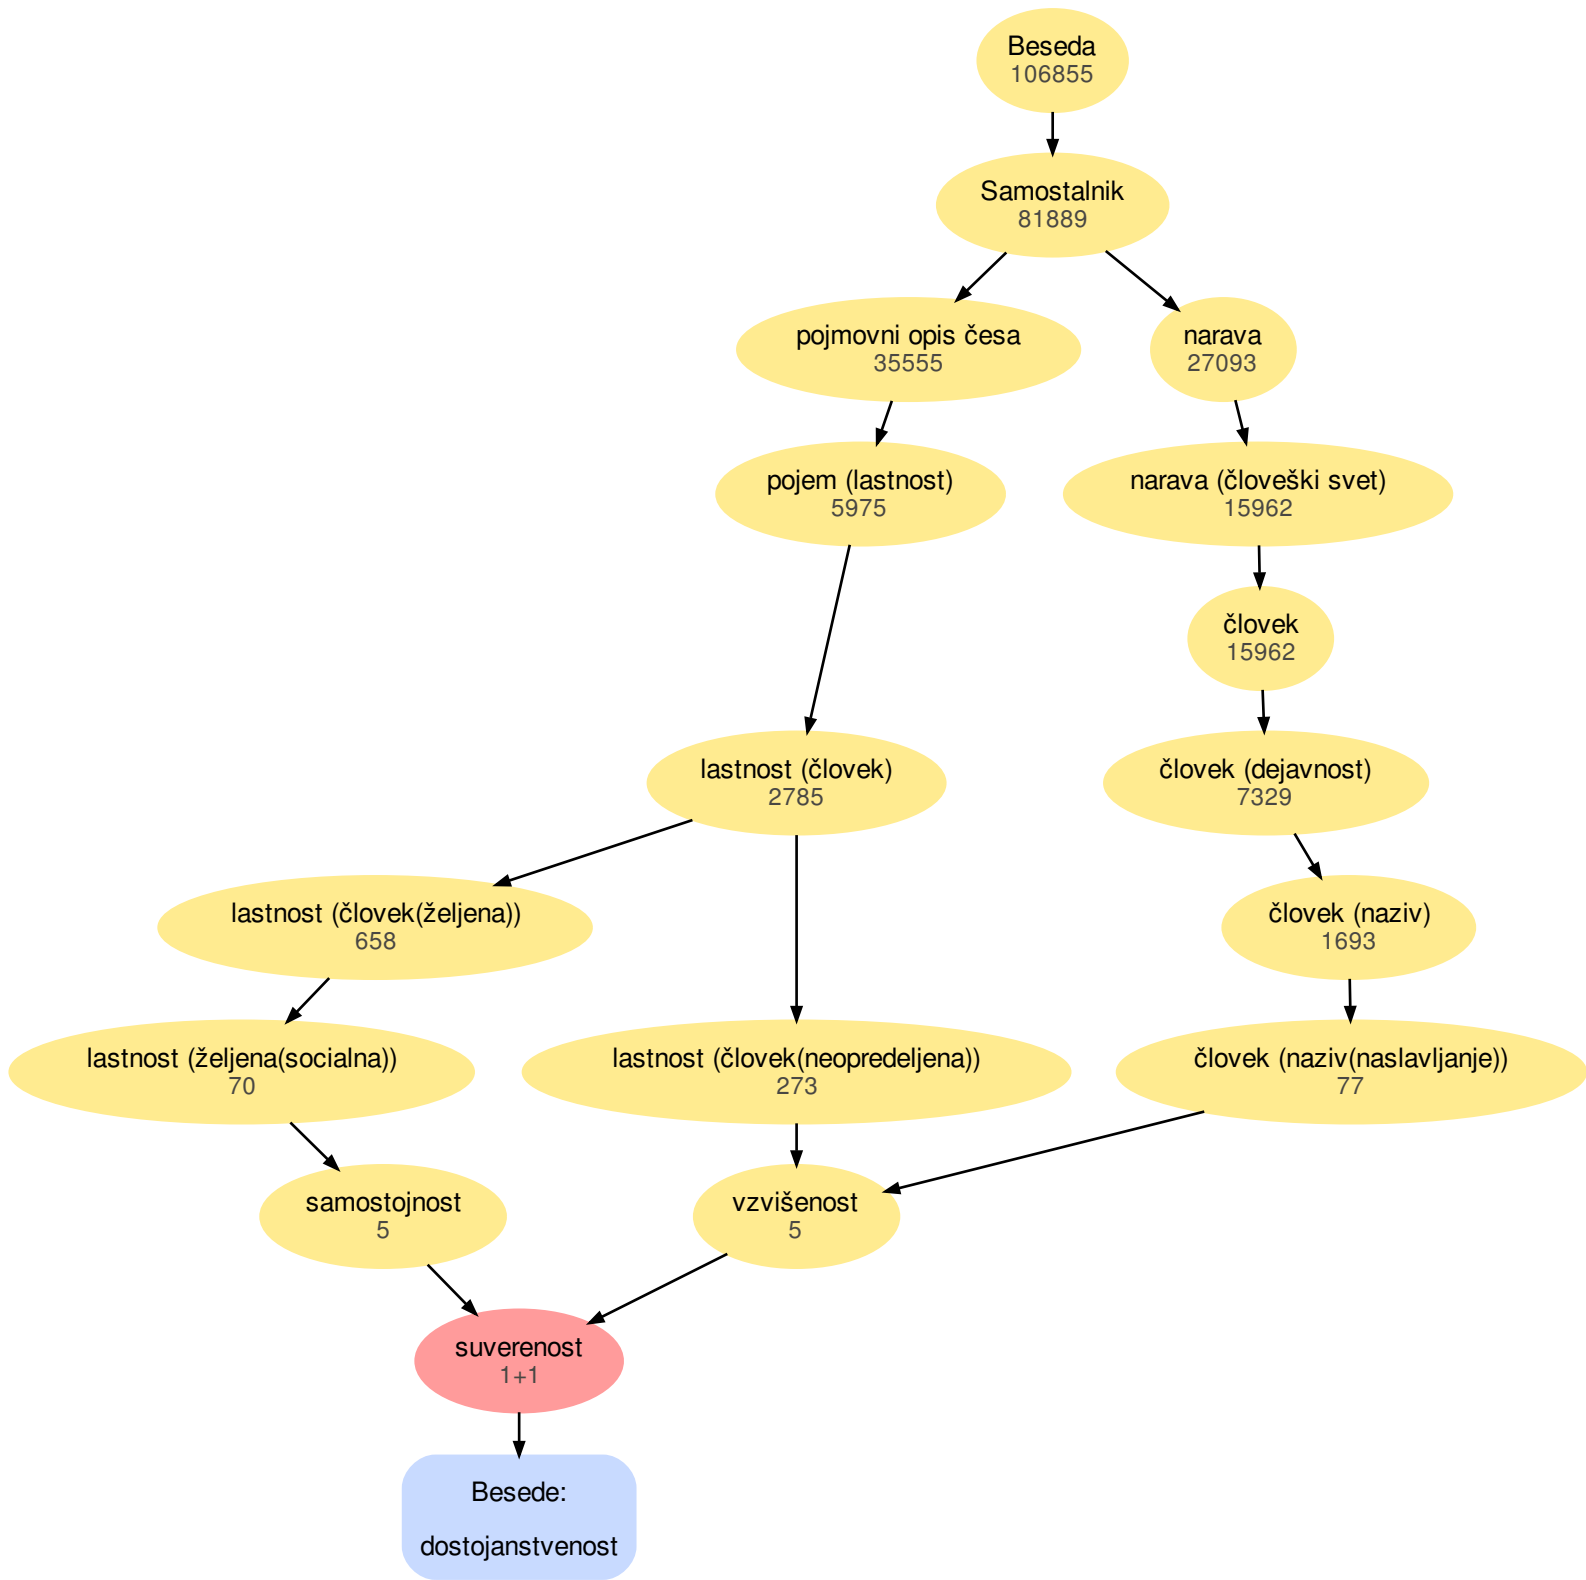 Beseda
106855
Samostalnik
81889
pojmovni opis česa
35555
narava
27093
pojem (lastnost)
5975
narava (človeški svet)
15962
človek
15962
lastnost (človek)
2785
človek (dejavnost)
7329
lastnost (človek(željena))
658
človek (naziv)
1693
lastnost (željena(socialna))
70
lastnost (človek(neopredeljena))
273
človek (naziv(naslavljanje))
77
samostojnost
5
vzvišenost
5
suverenost
1+1
Besede:
dostojanstvenost